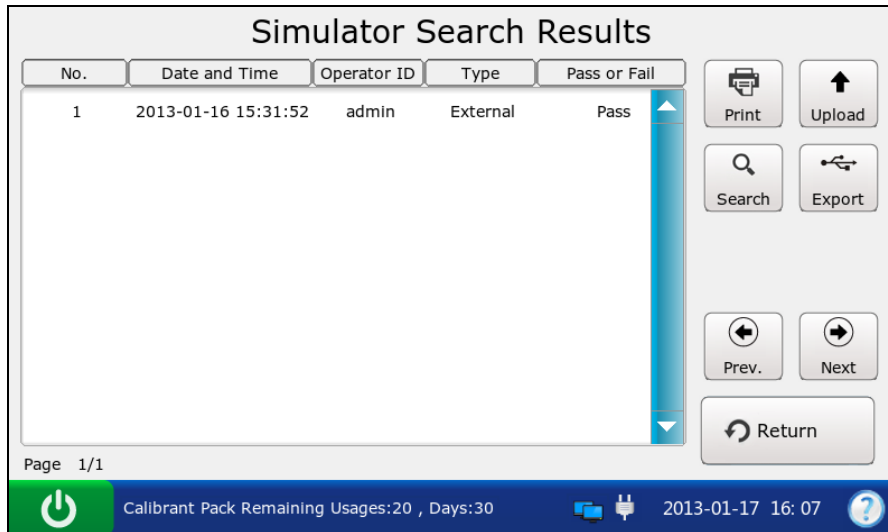 Simulator Search Results
No. Date and Time Operator ID Type Pass or Fail
1 2013-01-16 15:31:52 admin External Pass
Print Upload
Search Export
Prev. Next
Return
Page 1/1
Calibrant Pack Remaining Usages:20 , Days:30 2013-01-17 16: 07 ?